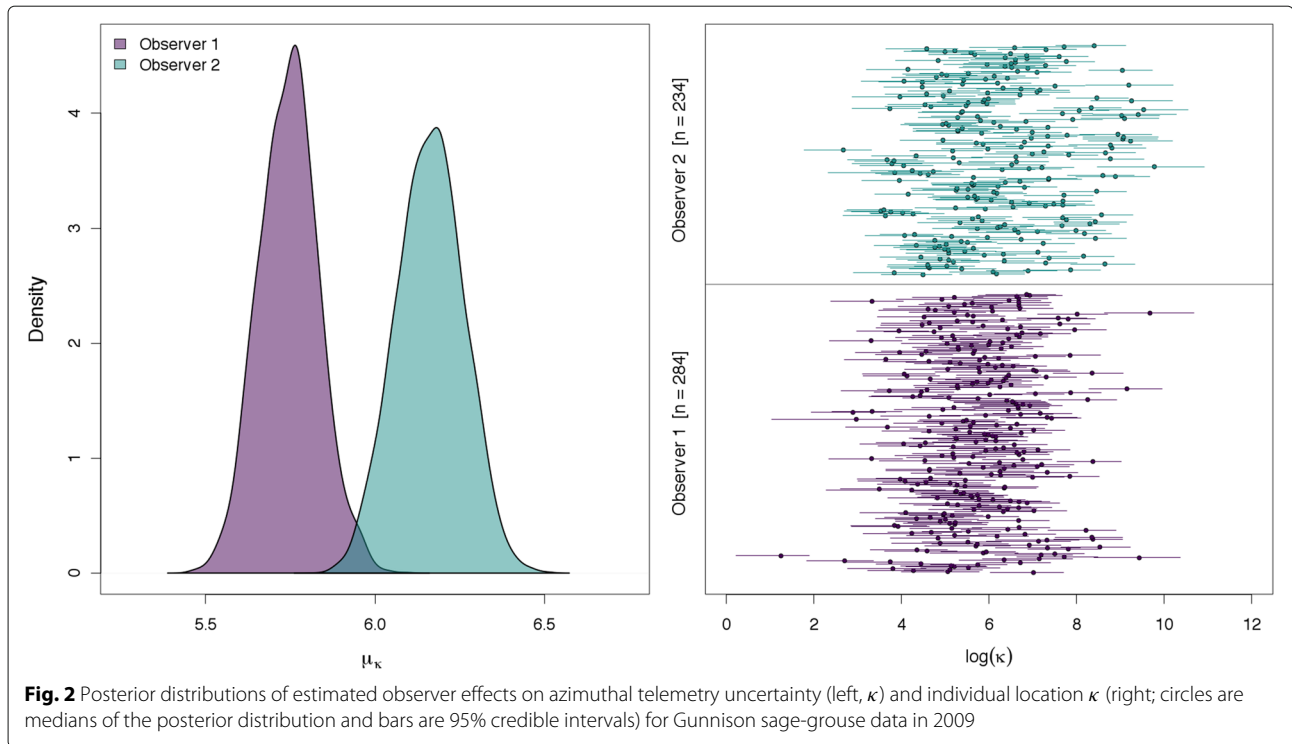 Observer 1
Observer 2
Density
4
3
2
1
0
5.5 6.0 6.5
μκ
Observer 2 [n = 234]
Observer 1 [n = 284]
0 2 4 6 8 10 12
log(κ)
Fig. 2 Posterior distributions of estimated observer effects on azimuthal telemetry uncertainty (left, κ) and individual location κ (right; circles are
medians of the posterior distribution and bars are 95% credible intervals) for Gunnison sage-grouse data in 2009